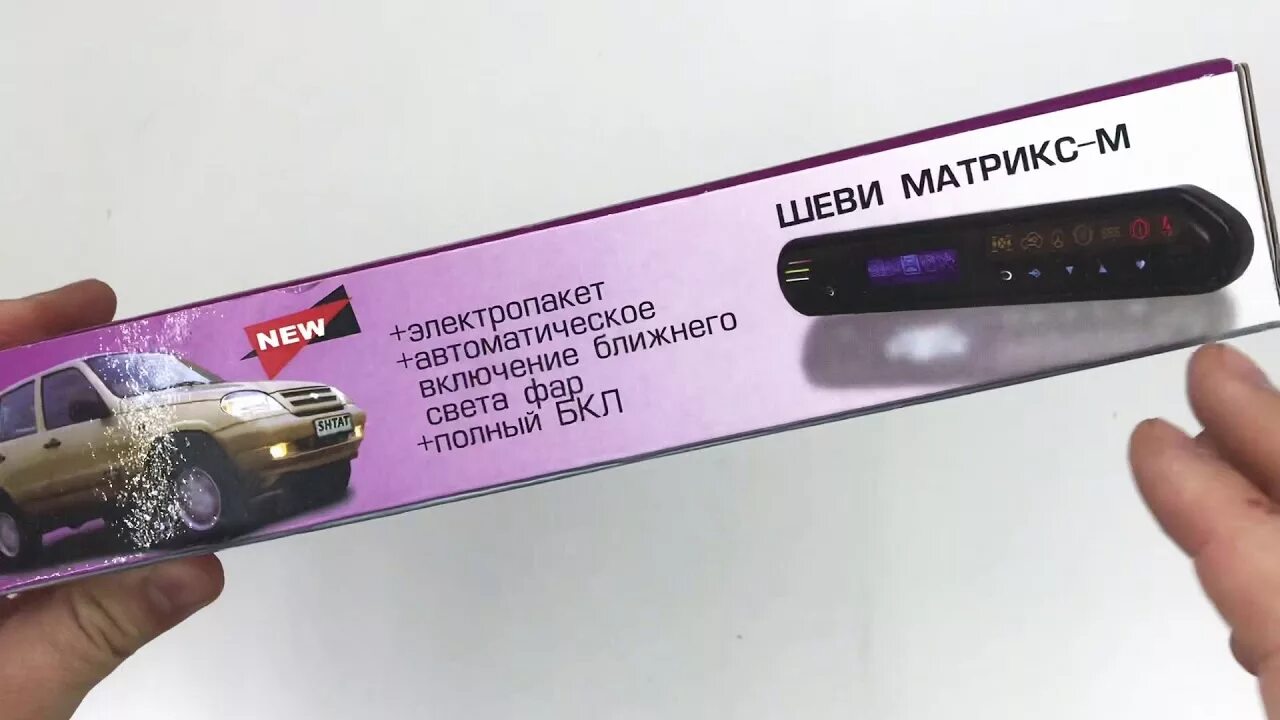 ШЕВИ МАТРИКС-М
NEW
+электропакет
+автоматическое
включение ближнего
света фар
+полный БКЛ
SHTAT